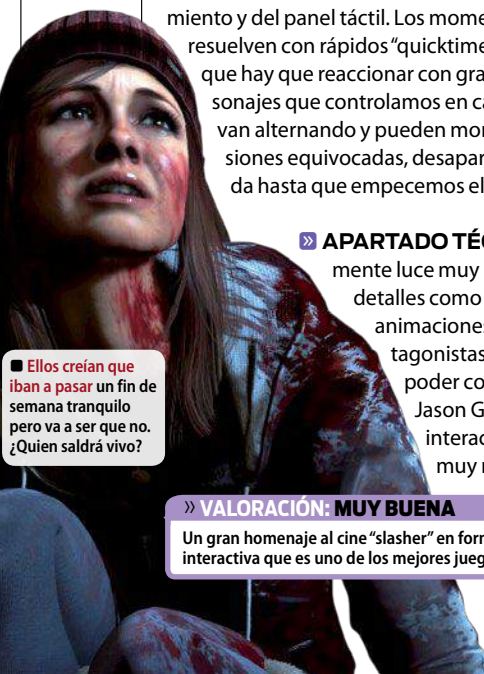 miento y del panel táctil. Los mome
resuelven con rápidos “quicktime
que hay que reaccionar con gra
sonajes que controlamos en ca
van alternando y pueden mor
siones equivocadas, desapar
da hasta que empecemos el
» APARTADO TÉC
mente luce muy
detalles como
animaciones
tagonistas
poder co
Jason G
interac
muy
■ Ellos creían que
iban a pasar un fin de
semana tranquilo
pero va a ser que no.
¿Quien saldrá vivo?
» VALORACIÓN: MUY BUENA
Un gran homenaje al cine “slasher” en forn
interactiva que es uno de los mejores jueg